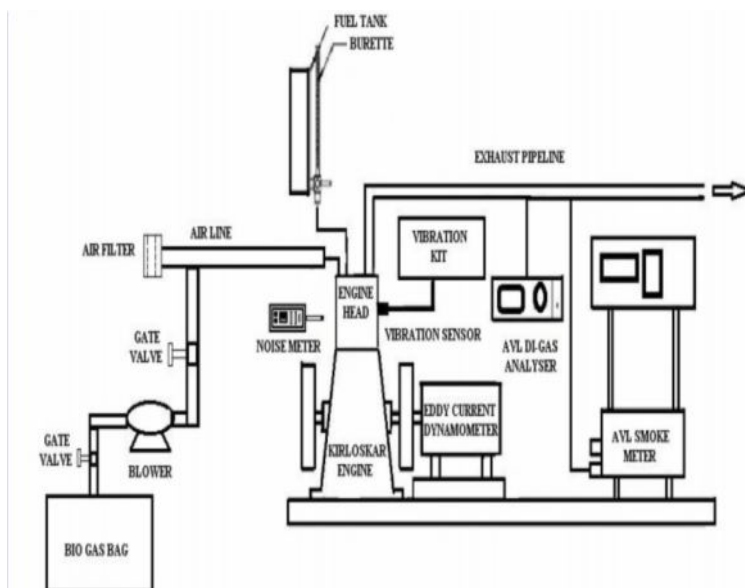 FUEL TANK
BURETTE
EXHAUST PIPELINE
AIR LINE
AIR FILTER
VIBRATION
KIT
ENGINE
HEAD
NOISE METER
VIBRATION SENSOR
AVL DI-GAS
ANALYSER
GATE
VALVE
EDDY CURRENT
DYNAMOMETER
AVL SMOKE
METER
KIRLOSKAR
ENGINE
GATE
VALVE
BLOWER
BIO GAS BAG